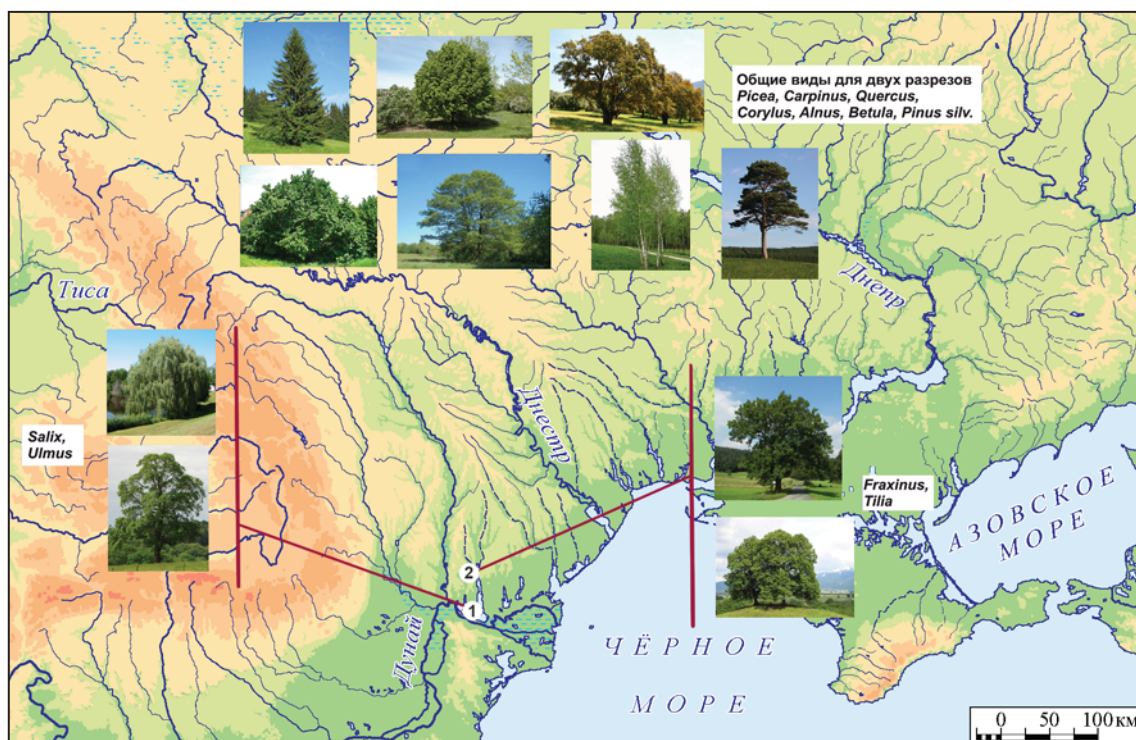 Общие виды для двух разрезов
Picea, Carpinus, Quercus,
Corylus, Alnus, Betula, Pinus silv.
Тиса
Днепр
Днестр
Salix,
Ulmus
Fraxinus,
Tilia
АЗОВСКОЕ
МОРЕ
2
1
Дунай
ЧЁРНОЕ
МОРЕ
0 50 100 км